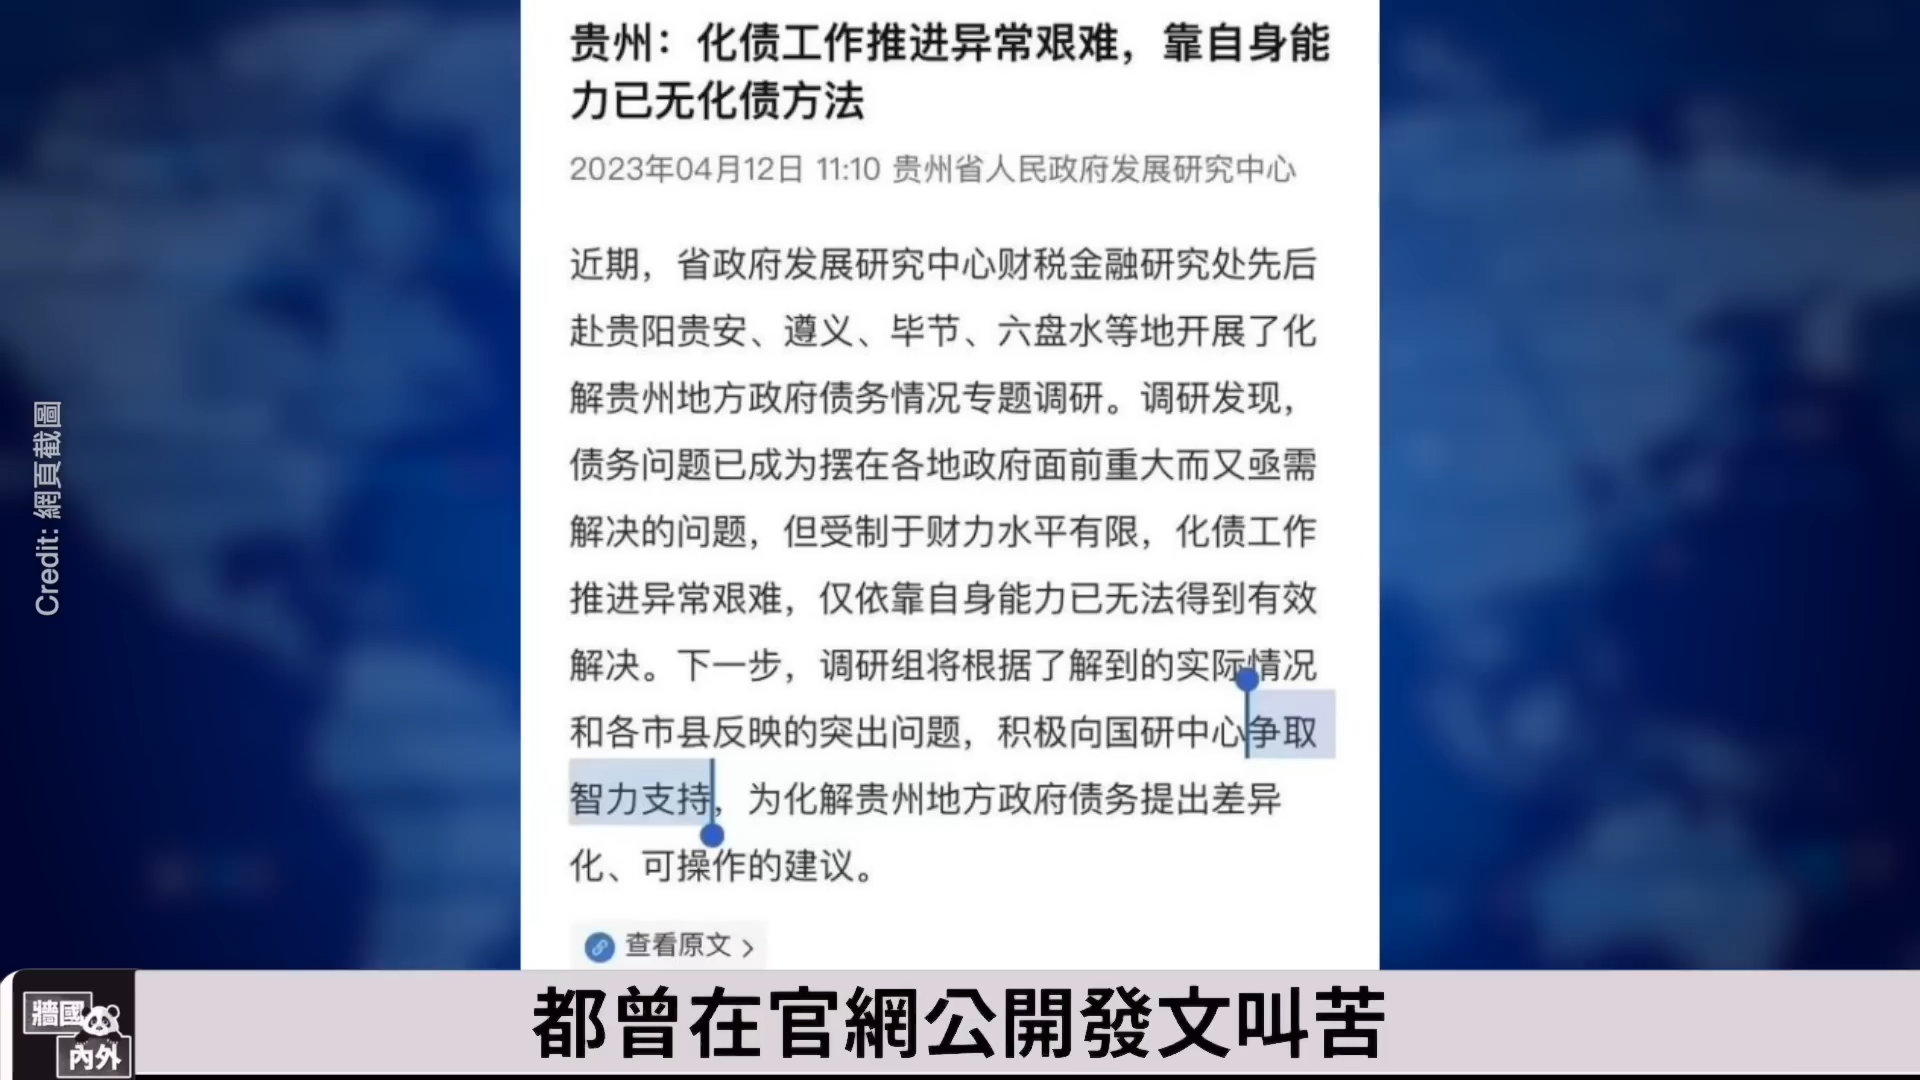 贵州：化债工作推进异常艰难，靠自身能
力已无化债方法
2023年04月12日 11:10 贵州省人民政府发展研究中心
近期，省政府发展研究中心财税金融研究处先后
赴贵阳贵安、遵义、毕节、六盘水等地开展了化
解贵州地方政府债务情况专题调研。调研发现，
债务问题已成为摆在各地政府面前重大而又亟需
解决的问题，但受制于财力水平有限，化债工作
推进异常艰难，仅依靠自身能力已无法得到有效
解决。下一步，调研组将根据了解到的实际情况
和各市县反映的突出问题，积极向国研中心争取
智力支持，为化解贵州地方政府债务提出差异
化、可操作的建议。
查看原文
Credit: 網頁截圖
牆國
內外
都曾在官網公開發文叫苦